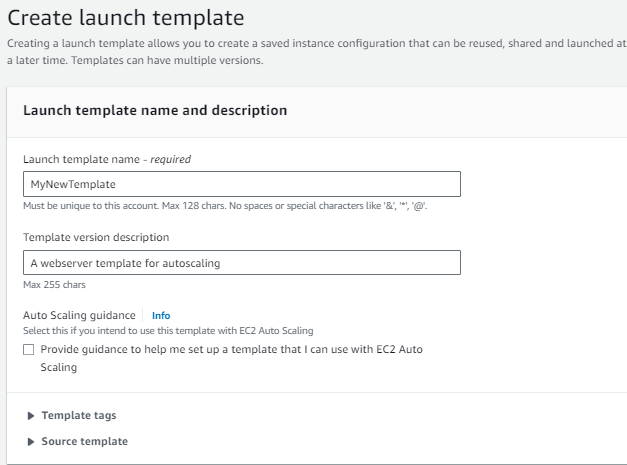 Create launch template
Creating a launch template allows you to create a saved instance configuration that can be reused, shared and launched at
a later time. Templates can have multiple versions.
Launch template name and description
Launch template name - required
MyNewTemplate
Must be unique to this account. Max 128 chars. No spaces or special characters like '&', '*', '@'.
Template version description
A webserver template for autoscaling
Max 255 chars
Auto Scaling guidance Info
Select this if you intend to use this template with EC2 Auto Scaling
Provide guidance to help me set up a template that I can use with EC2 Auto
Scaling
Template tags
Source template